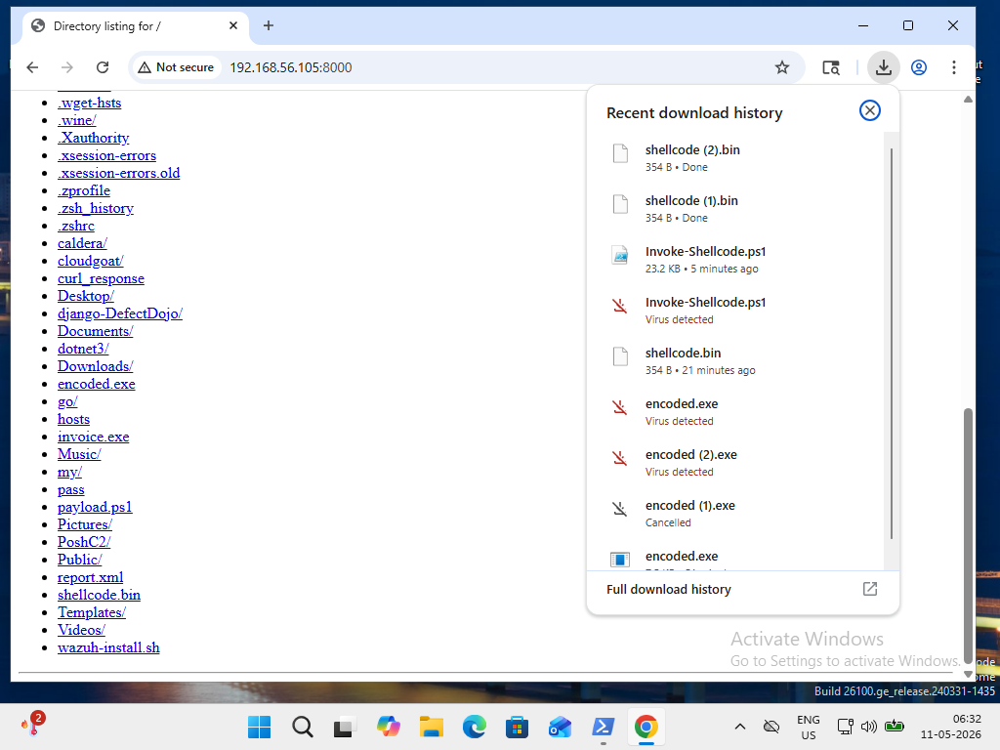 Directory listing for /
Not secure
192.168.56.105:8000
.wget-hsts
.wine/
.Xauthority
.xsession-errors
.xsession-errors.old
.zprofile
.zsh_history
.zshrc
caldera/
cloudgoat/
curl_response
Desktop/
django-DefectDojo/
Documents/
dotnet3/
Downloads/
encoded.exe
go/
hosts
invoice.exe
Music/
my/
pass
payload.ps1
Pictures/
PoshC2/
Public/
report.xml
shellcode.bin
Templates/
Videos/
wazuh-install.sh
Recent download history
shellcode (2).bin
354 B • Done
shellcode (1).bin
354 B • Done
Invoke-Shellcode.ps1
23.2 KB • 5 minutes ago
Invoke-Shellcode.ps1
Virus detected
shellcode.bin
354 B • 21 minutes ago
encoded.exe
Virus detected
encoded (2).exe
Virus detected
encoded (1).exe
Cancelled
encoded.exe
Full download history
Activate Windows
Go to Settings to activate Windows.
Build 26100.ge_release.240331-1435
2
ENG
US
06:32
11-05-2026